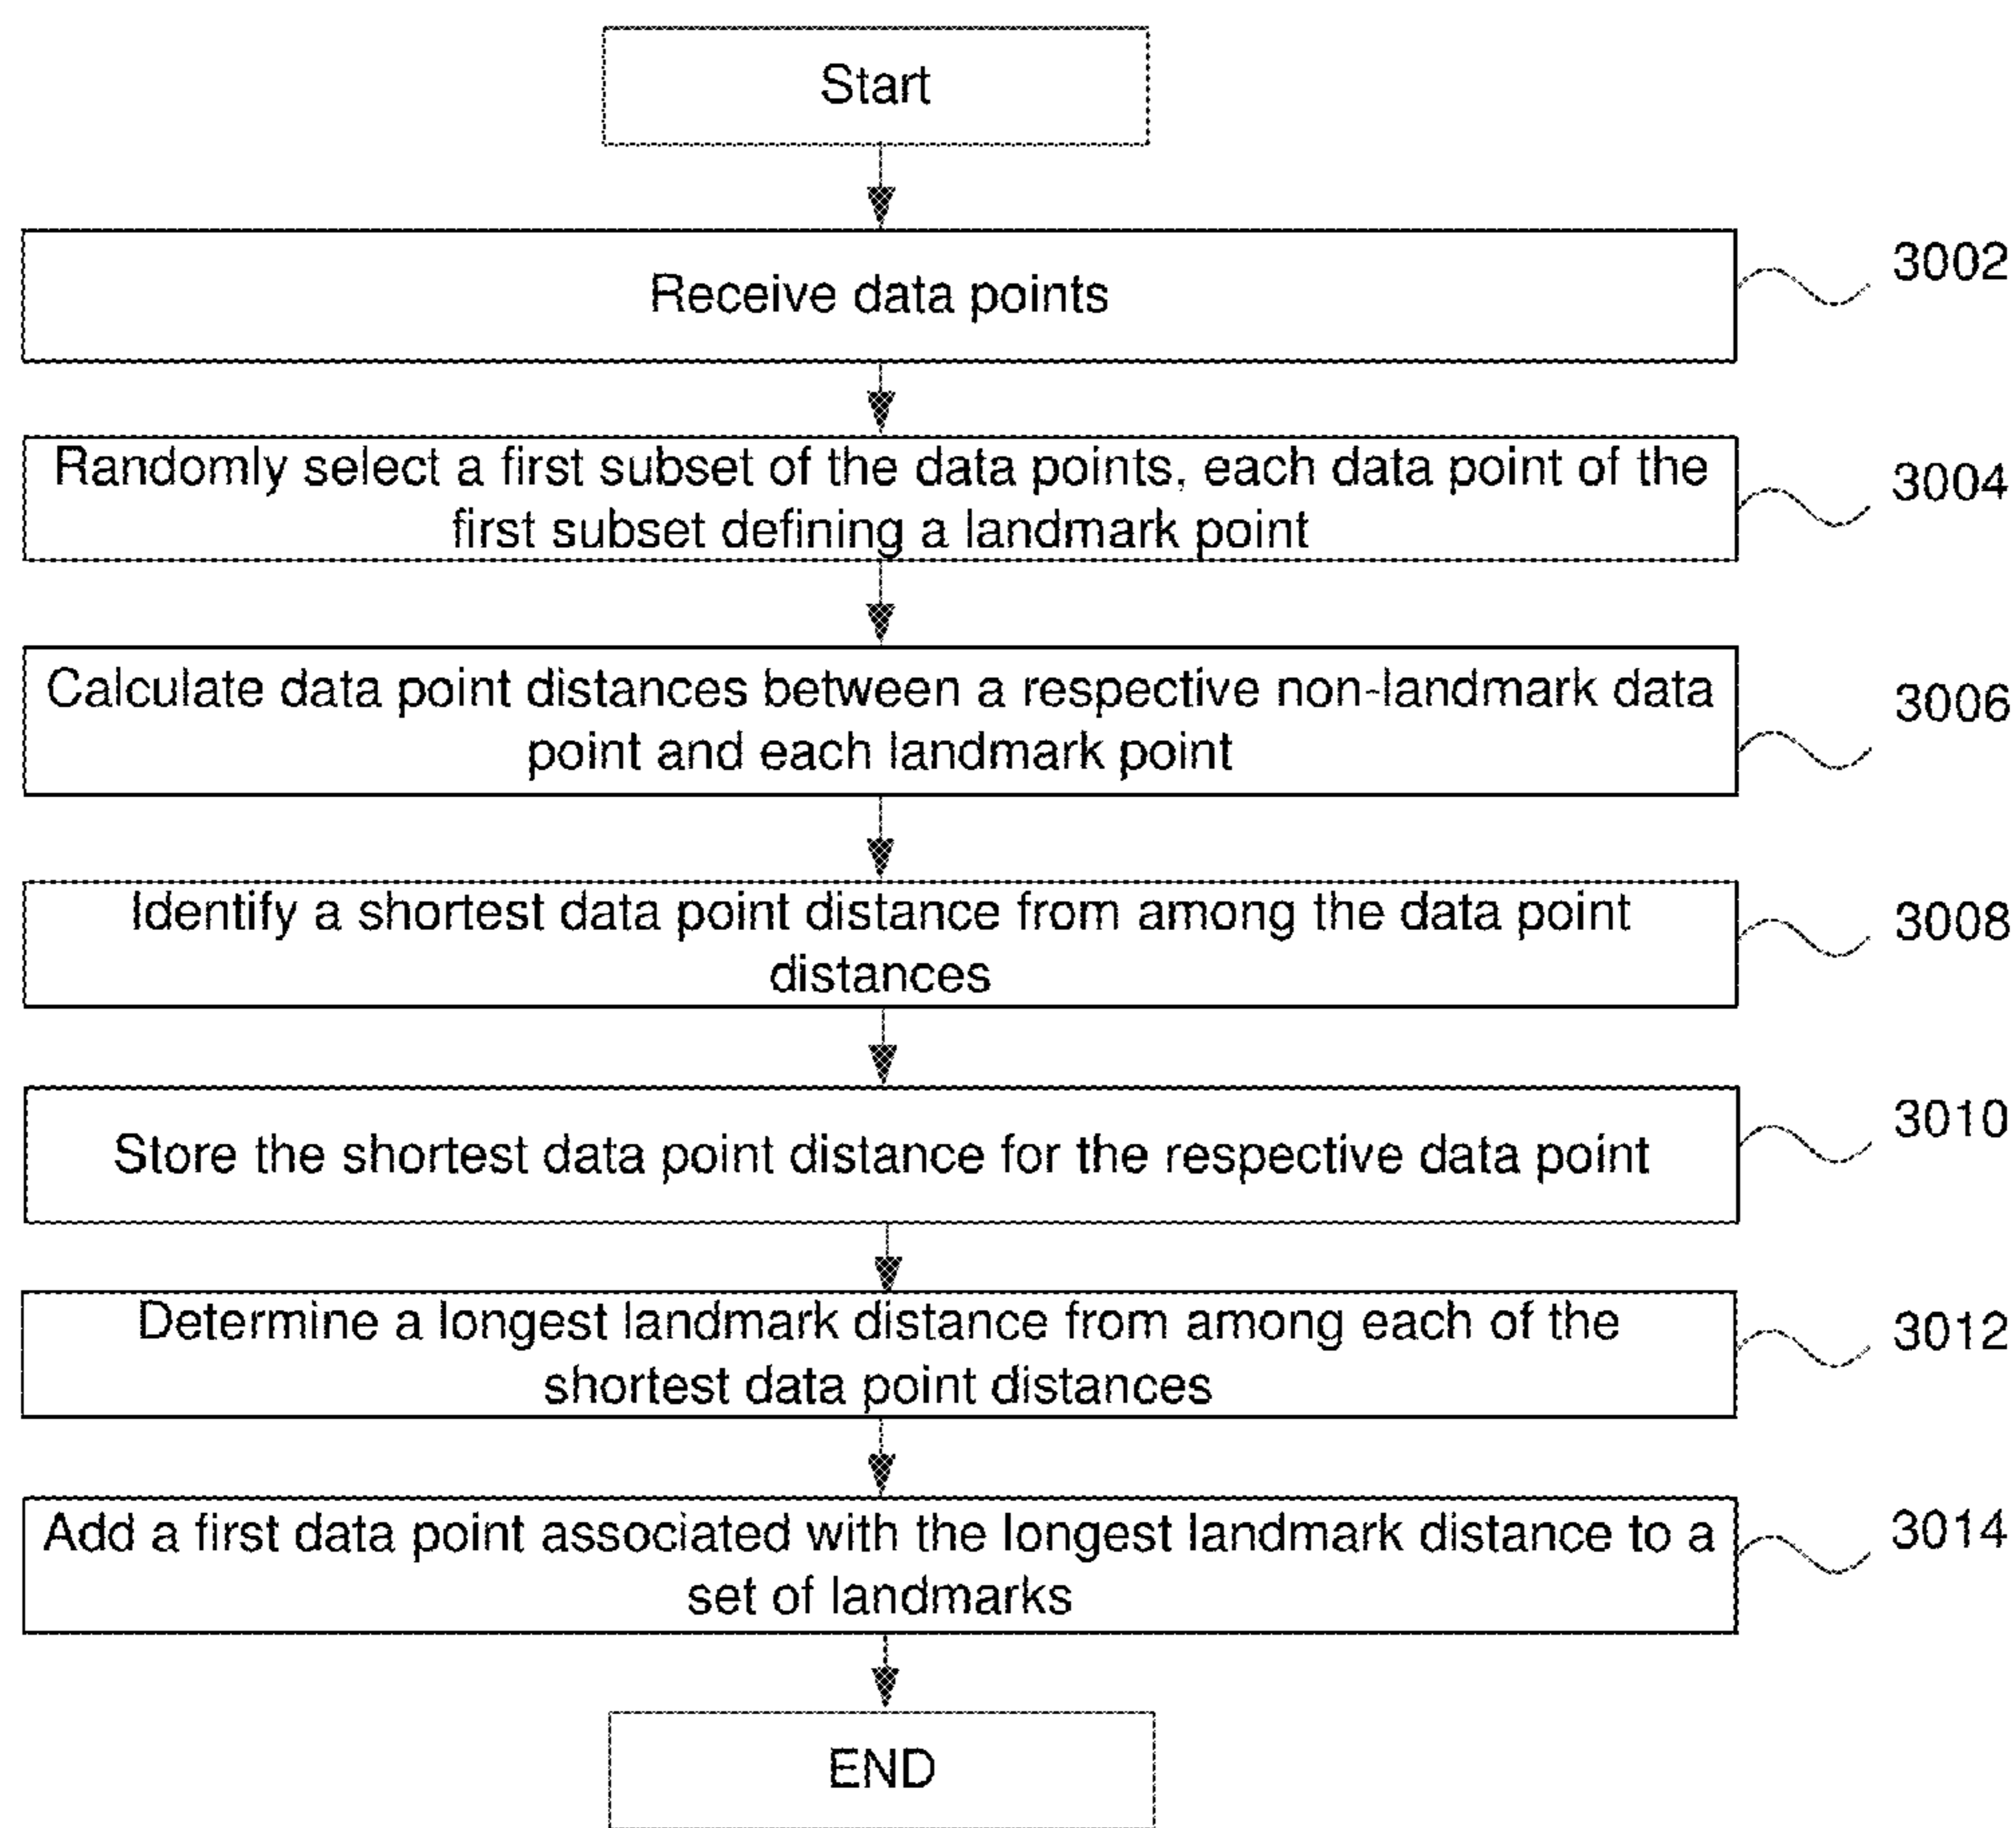 Start
Receive data points
3002
Randomly select a first subset of the data points, each data point of the
first subset defining a landmark point
3004
Calculate data point distances between a respective non-landmark data
point and each landmark point
3006
Identify a shortest data point distance from among the data point
distances
3008
Store the shortest data point distance for the respective data point
3010
Determine a longest landmark distance from among each of the
shortest data point distances
3012
Add a first data point associated with the longest landmark distance to a
set of landmarks
3014
END